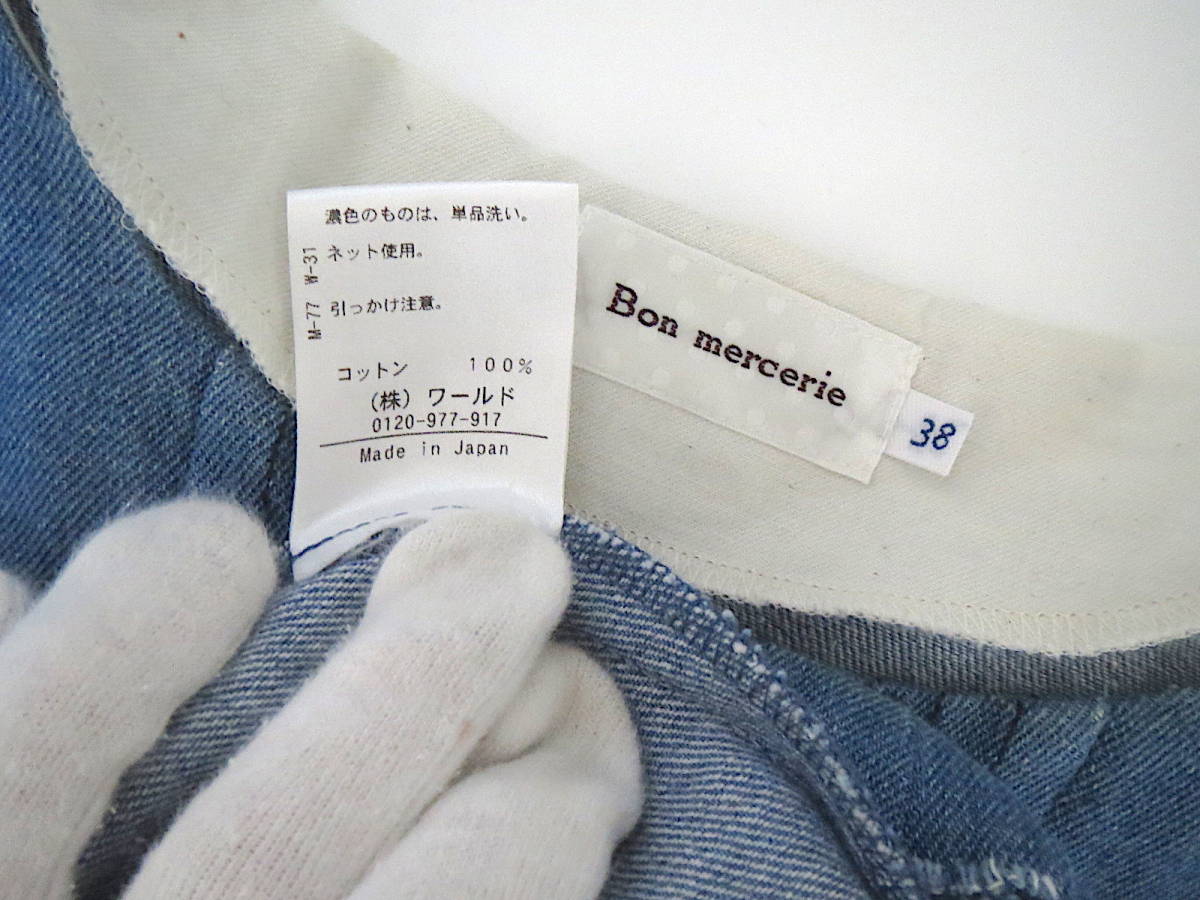 濃色のものは、単品洗い。
ネット使用。
引っかけ注意。
M-77 W-31
コットン 100%
(株) ワールド
0120-977-917
Made in Japan
Bon mercerie
38